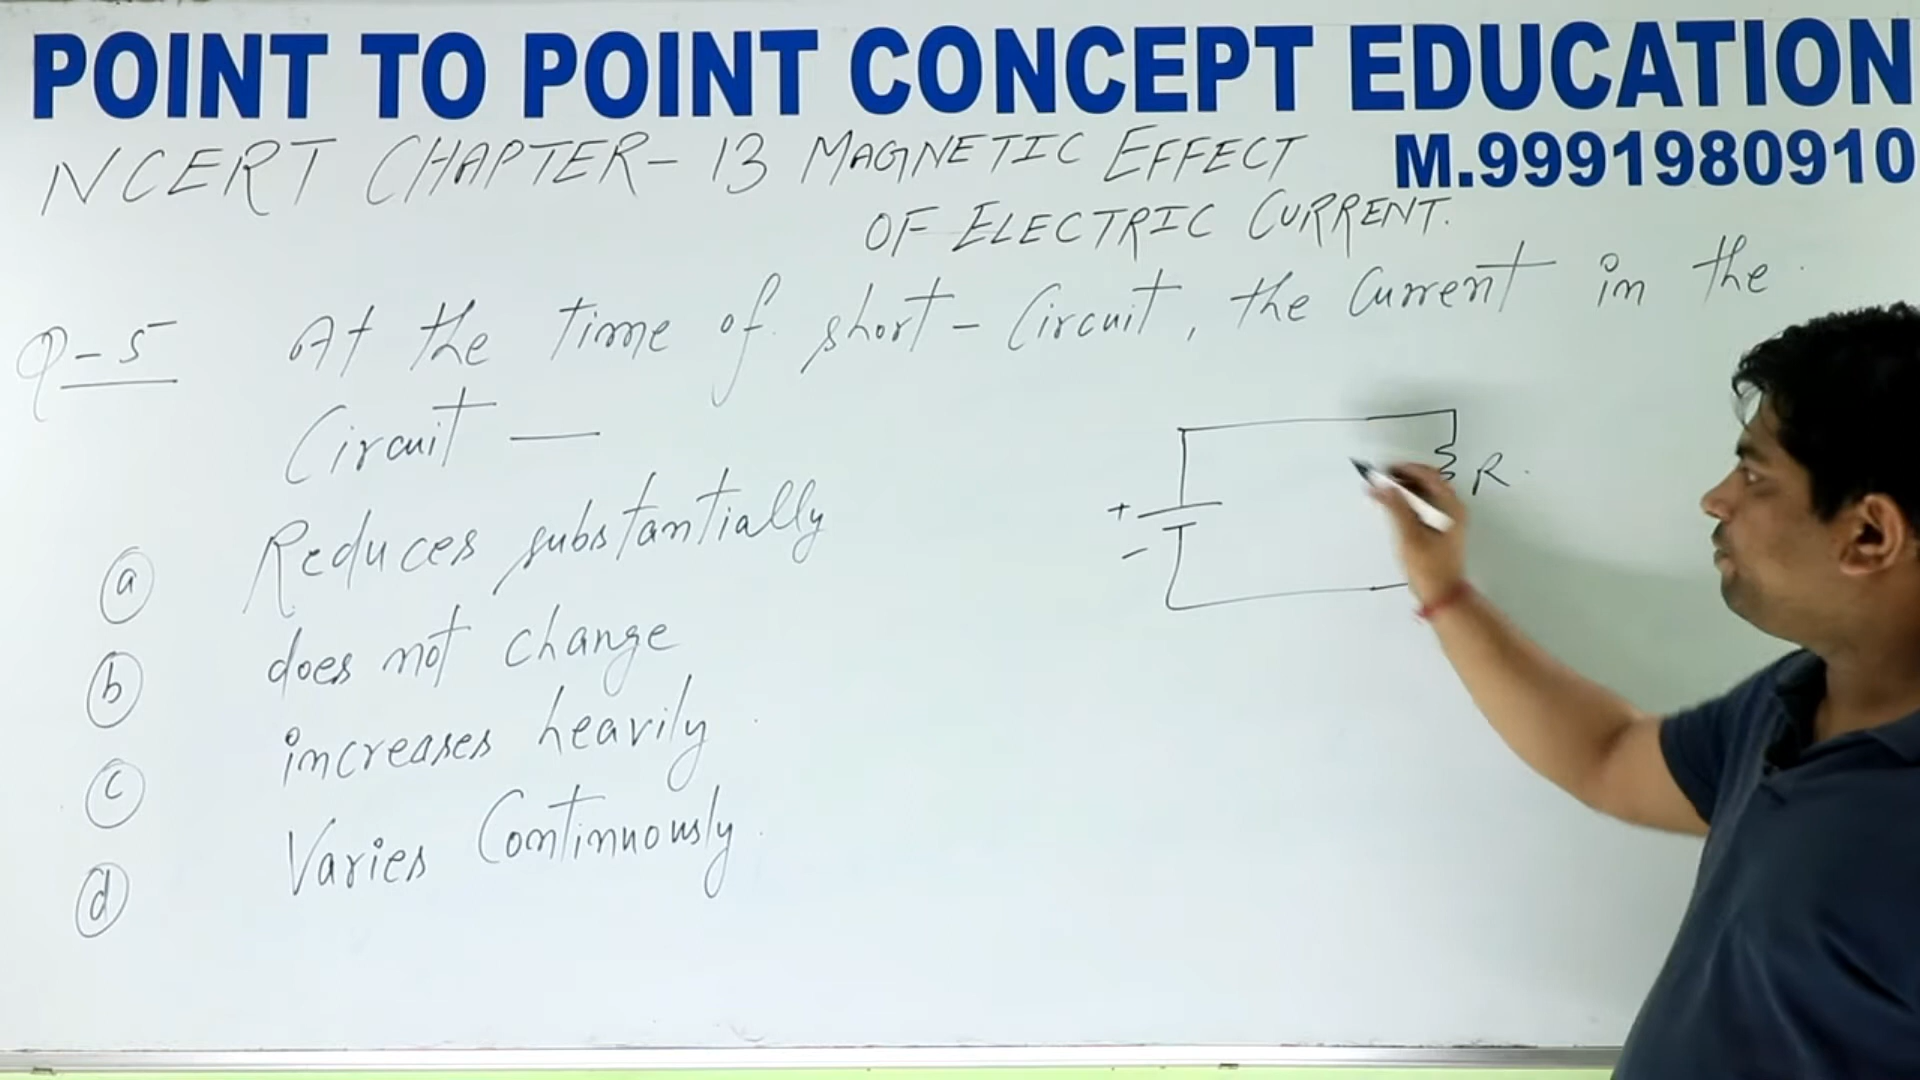 POINT TO POINT CONCEPT EDUCATION
NCERT CHAPTER-13 MAGNETIC EFFECT
M.9991980910
OF ELECTRIC CURRENT.
Q-5 At the time of short-Circuit, the Current in the
Circuit —
a Reduces substantially
b does not change
c increases heavily
d Varies Continuously
+
-
R